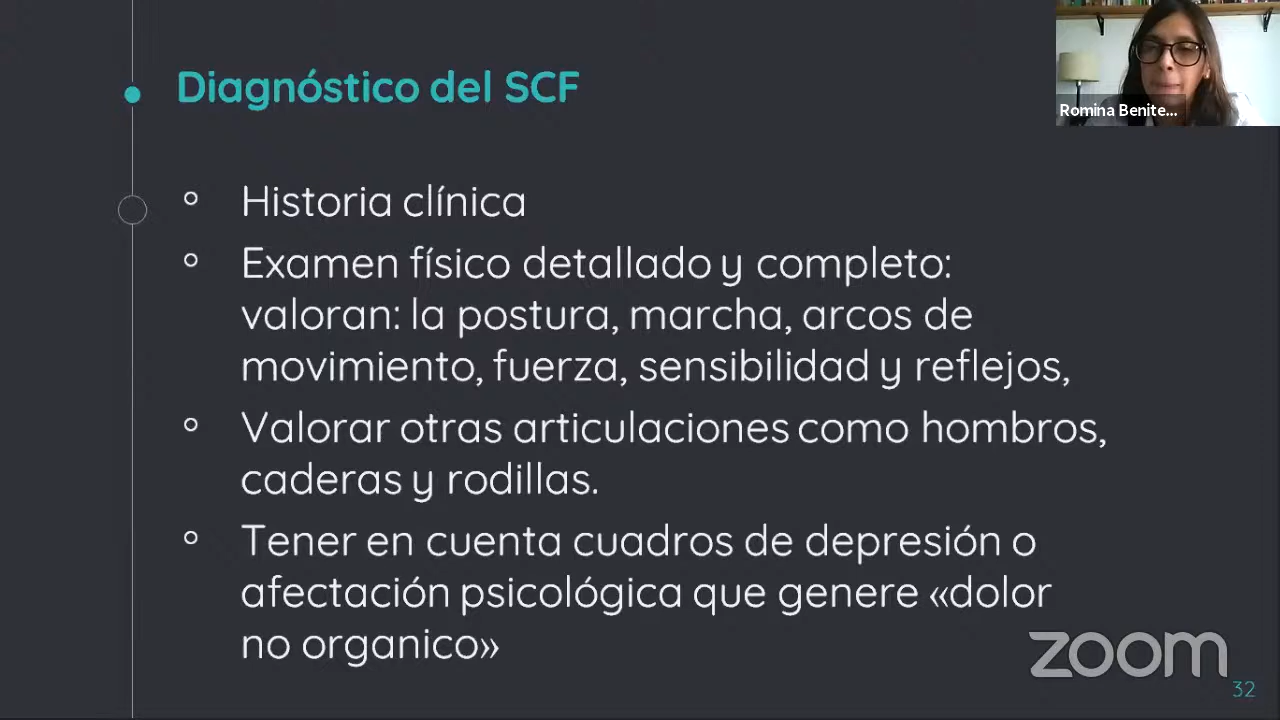 Diagnóstico del SCF
Romina Benite...
Historia clínica
Examen físico detallado y completo:
valoran: la postura, marcha, arcos de
movimiento, fuerza, sensibilidad y reflejos,
Valorar otras articulaciones como hombros,
caderas y rodillas.
Tener en cuenta cuadros de depresión o
afectación psicológica que genere «dolor
no organico»
zoom
32